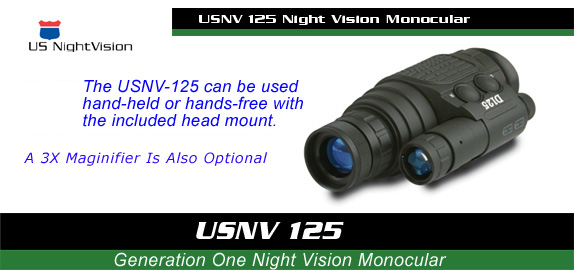 USNV 125 Night Vision Monocular
US NightVision
The USNV-125 can be used
hand-held or hands-free with
the included head mount.
A 3X Maginifier Is Also Optional
D125
USNV 125
Generation One Night Vision Monocular